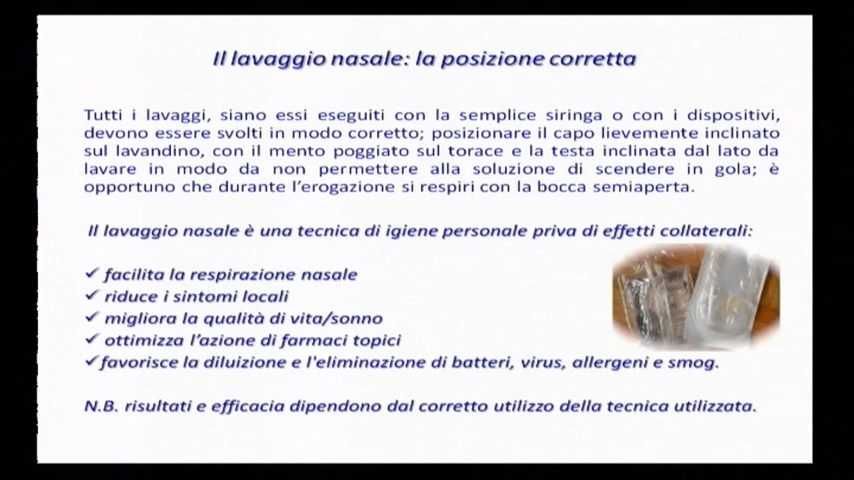 Il lavaggio nasale: la posizione corretta
Tutti i lavaggi, siano essi eseguiti con la semplice siringa o con i dispositivi,
devono essere svolti in modo corretto; posizionare il capo lievemente inclinato
sul lavandino, con il mento poggiato sul torace e la testa inclinata dal lato da
lavare in modo da non permettere alla soluzione di scendere in gola; è
opportuno che durante l'erogazione si respiri con la bocca semiaperta.
Il lavaggio nasale è una tecnica di igiene personale priva di effetti collaterali:
✓ facilita la respirazione nasale
✓ riduce i sintomi locali
✓ migliora la qualità di vita/sonno
✓ ottimizza l'azione di farmaci topici
✓favorisce la diluizione e l'eliminazione di batteri, virus, allergeni e smog.
N.B. risultati e efficacia dipendono dal corretto utilizzo della tecnica utilizzata.